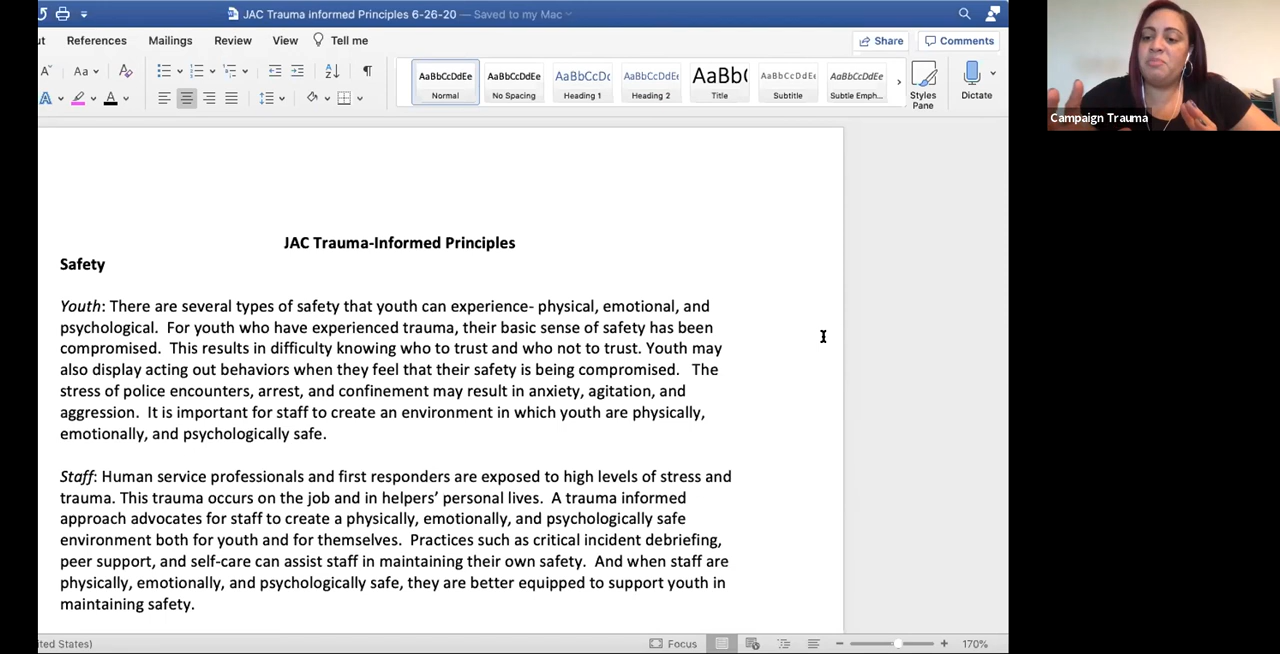 JAC Trauma informed Principles 6-26-20 — Saved to my Mac
ut References Mailings Review View Tell me Share Comments
AaBbCcDdEe AaBbCcDdEe AaBbCcDc AaBbCcDdEe AaBb( AaBbCcDdEe AaBbCcDdEe
Normal No Spacing Heading 1 Heading 2 Title Subtitle Subtle Emph... Styles Pane Dictate
Campaign Trauma
JAC Trauma-Informed Principles
Safety
Youth: There are several types of safety that youth can experience- physical, emotional, and
psychological. For youth who have experienced trauma, their basic sense of safety has been
compromised. This results in difficulty knowing who to trust and who not to trust. Youth may
also display acting out behaviors when they feel that their safety is being compromised. The
stress of police encounters, arrest, and confinement may result in anxiety, agitation, and
aggression. It is important for staff to create an environment in which youth are physically,
emotionally, and psychologically safe.
Staff: Human service professionals and first responders are exposed to high levels of stress and
trauma. This trauma occurs on the job and in helpers’ personal lives. A trauma informed
approach advocates for staff to create a physically, emotionally, and psychologically safe
environment both for youth and for themselves. Practices such as critical incident debriefing,
peer support, and self-care can assist staff in maintaining their own safety. And when staff are
physically, emotionally, and psychologically safe, they are better equipped to support youth in
maintaining safety.
ted States) Focus 170%